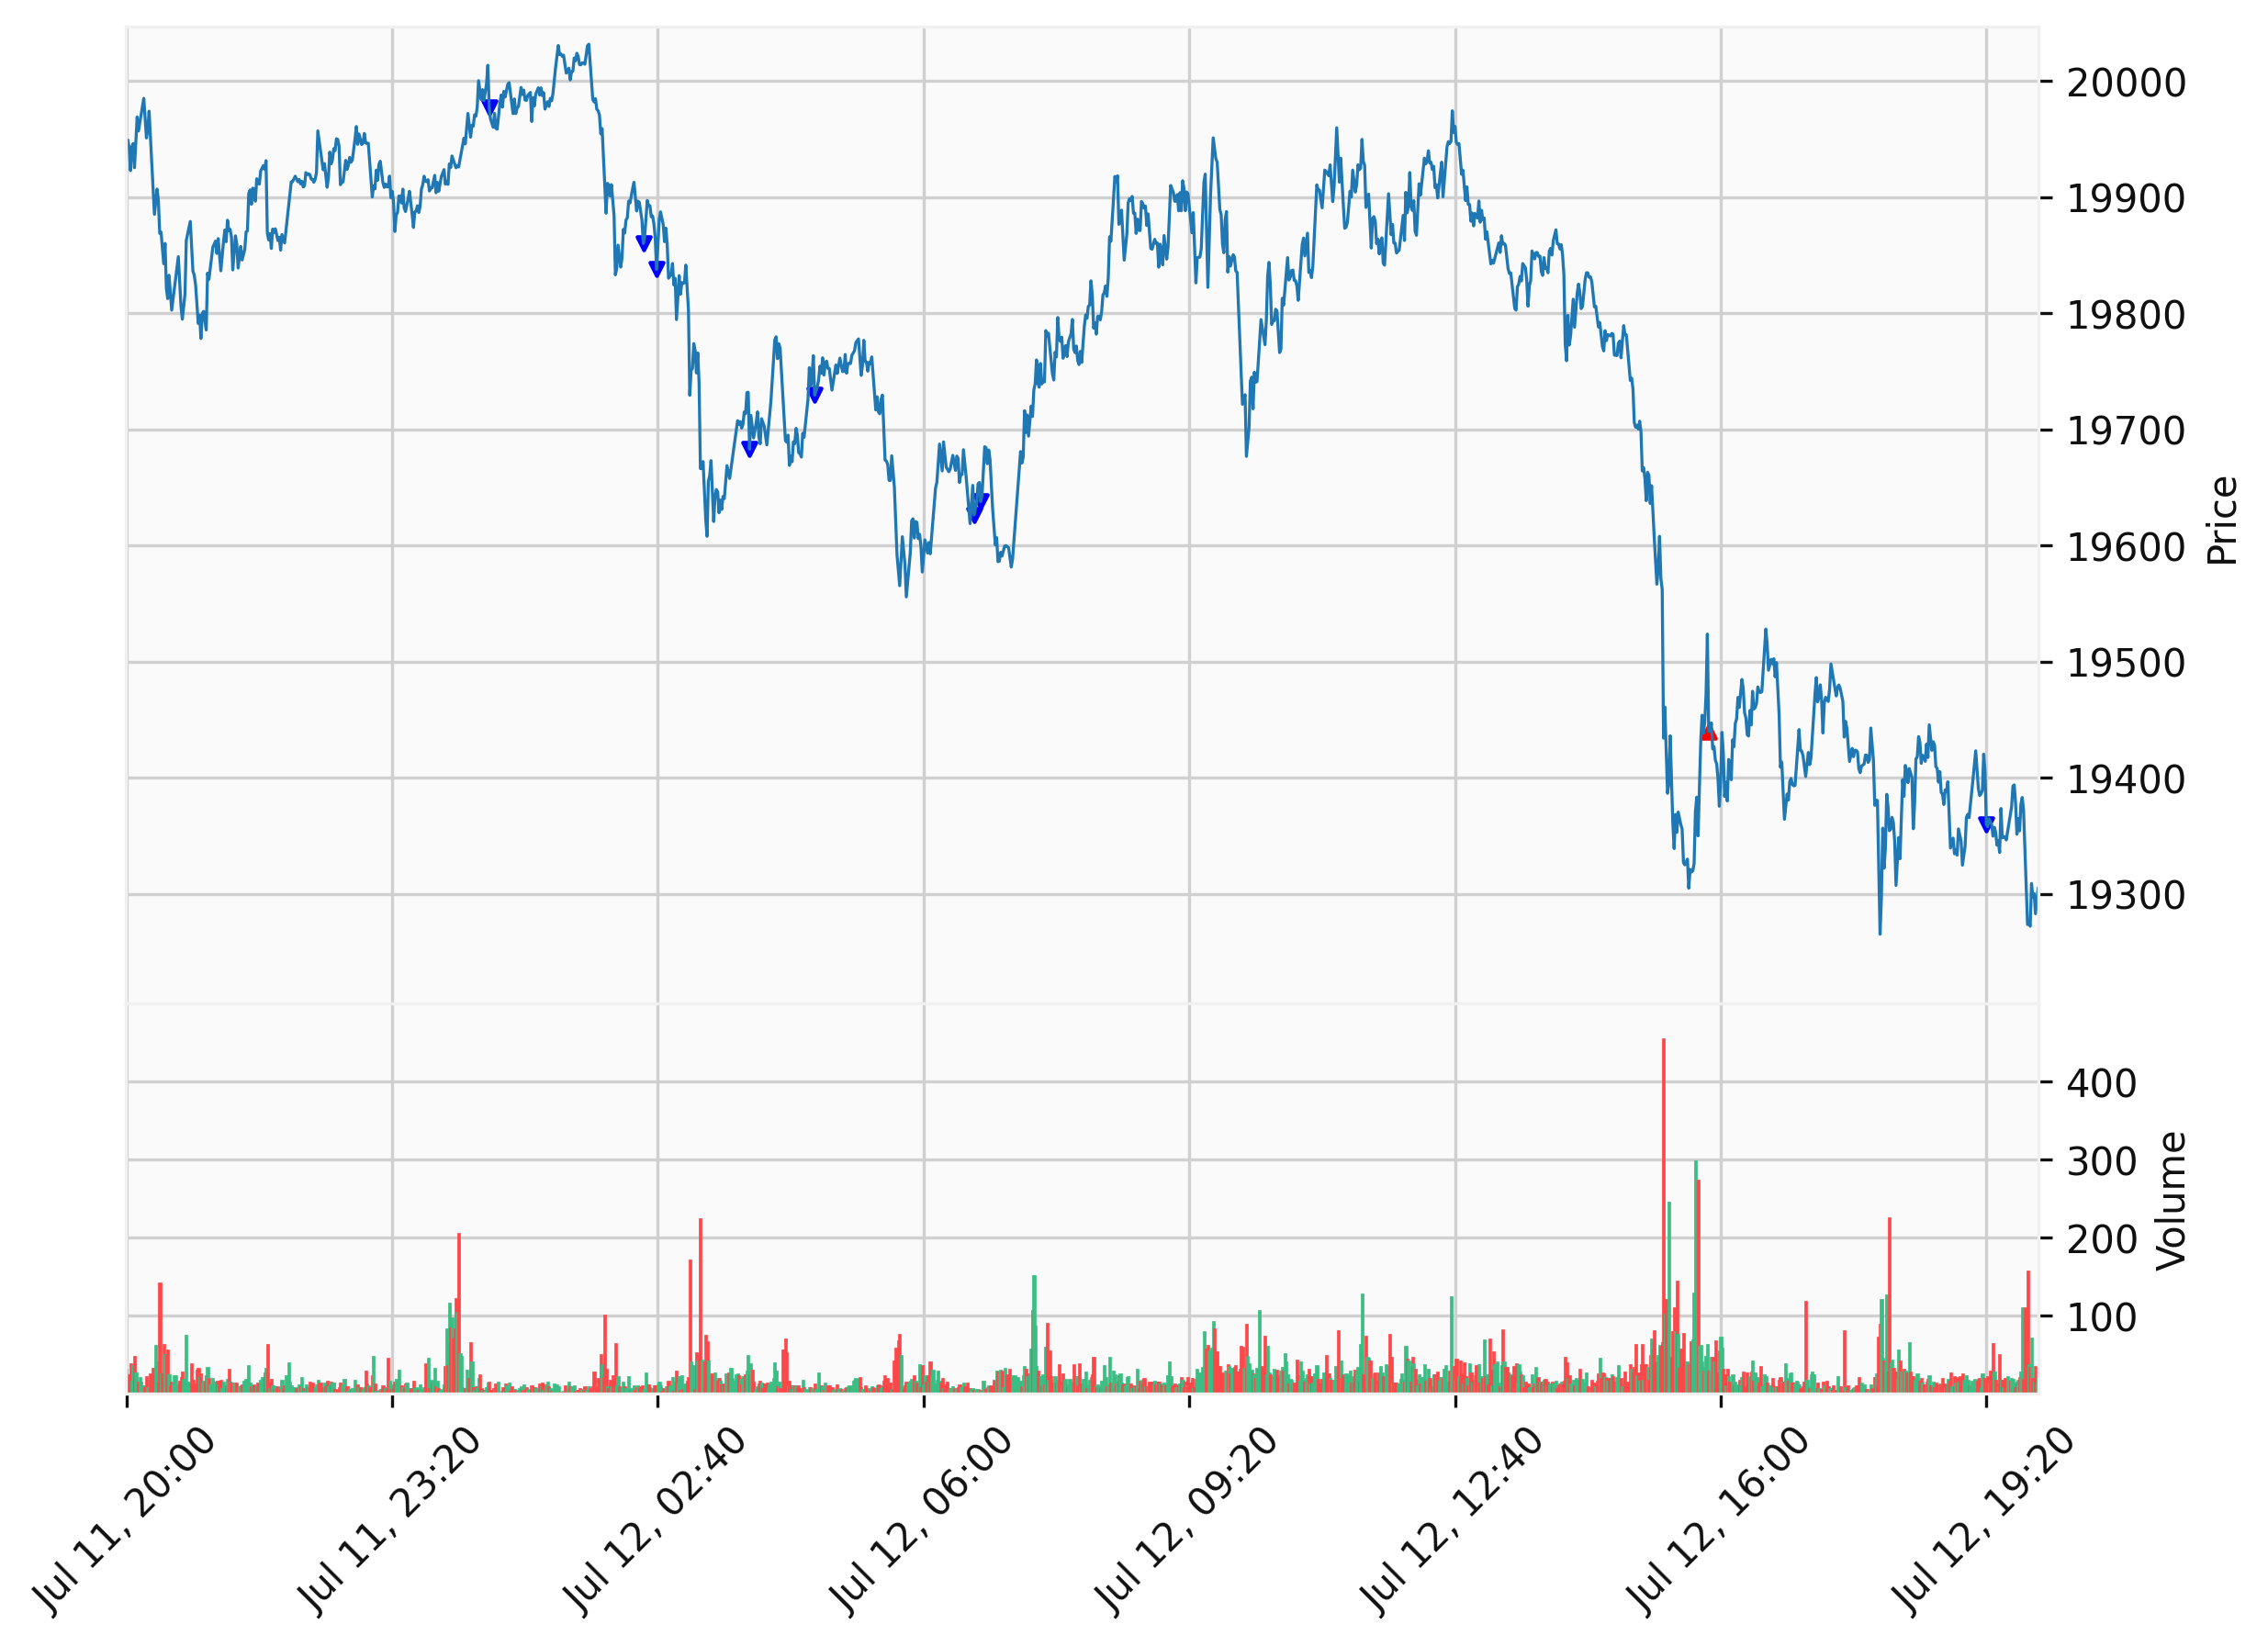 20000
19900
19800
19700
19600
19500
19400
19300
Price
400
300
200
100
Volume
Jul 11, 20:00
Jul 11, 23:20
Jul 12, 02:40
Jul 12, 06:00
Jul 12, 09:20
Jul 12, 12:40
Jul 12, 16:00
Jul 12, 19:20